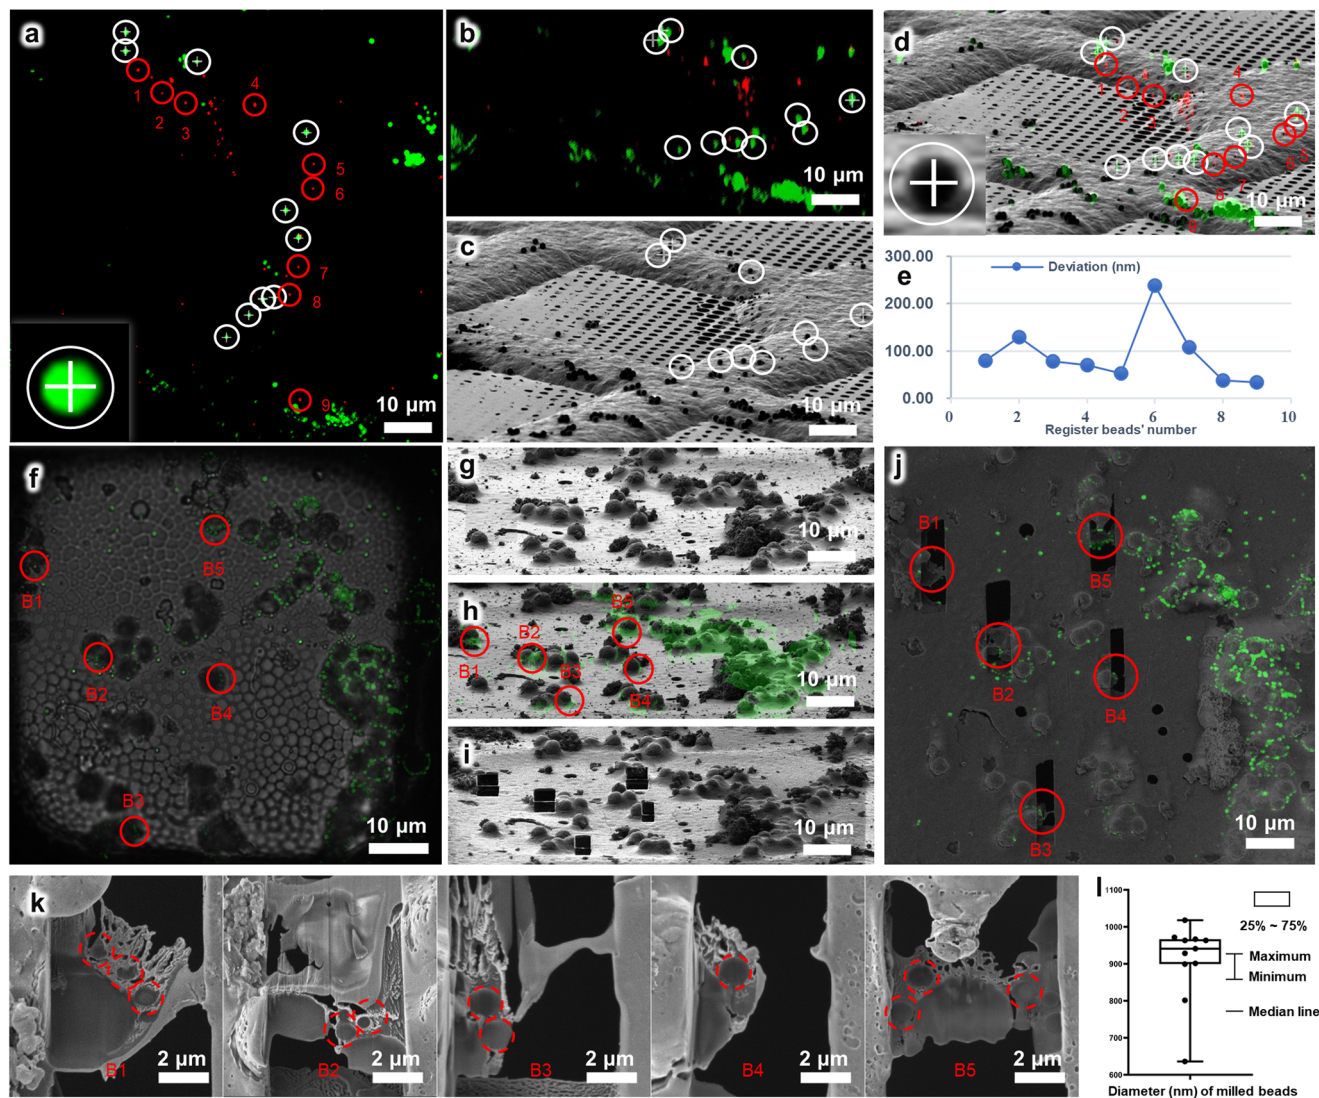 a
1
2
3
4
5
6
7
8
9
10 µm
b
10 µm
c
10 µm
d
1
2
3
4
5
6
7
8
9
10 µm
e
300.00
200.00
100.00
0.00
Deviation (nm)
0 2 4 6 8 10
Register beads' number
f
B1
B2
B3
B4
B5
10 µm
g
10 µm
h
B1
B2
B3
B4
B5
10 µm
i
10 µm
j
B1
B2
B3
B4
B5
10 µm
k
B1
2 µm
B2
2 µm
B3
2 µm
B4
2 µm
B5
2 µm
l
1100
1000
900
800
700
600
25% ~ 75%
Maximum
Minimum
Median line
Diameter (nm) of milled beads